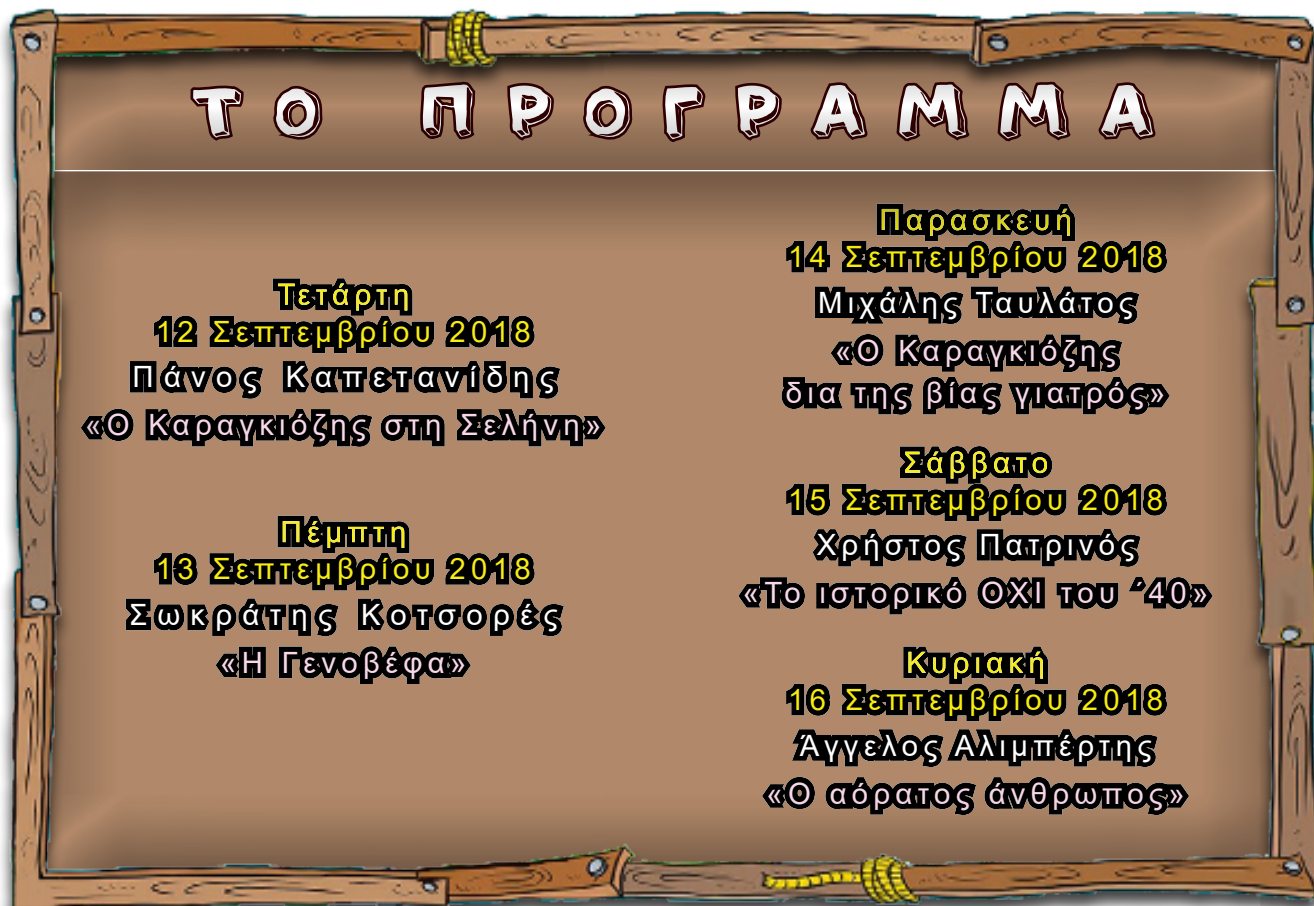 ΤΟ ΠΡΟΓΡΑΜΜΑ
Τετάρτη
12 Σεπτεμβρίου 2018
Πάνος Καπετανίδης
«Ο Καραγκιόζης στη Σελήνη»
Πέμπτη
13 Σεπτεμβρίου 2018
Σωκράτης Κοτσορές
«Η Γενοβέφα»
Παρασκευή
14 Σεπτεμβρίου 2018
Μιχάλης Ταυλάτος
«Ο Καραγκιόζης
δια της βίας γιατρός»
Σάββατο
15 Σεπτεμβρίου 2018
Χρήστος Πατρινός
«Το ιστορικό ΟΧΙ του ΄40»
Κυριακή
16 Σεπτεμβρίου 2018
Άγγελος Αλιμπέρτης
«Ο αόρατος άνθρωπος»